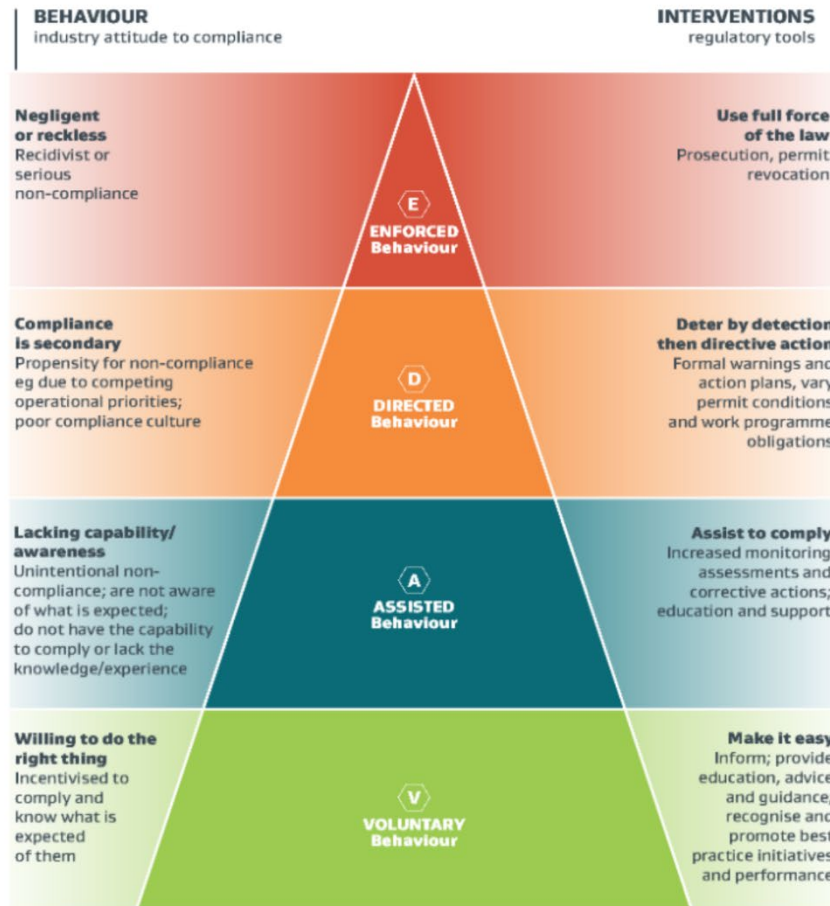 BEHAVIOUR
industry attitude to compliance
INTERVENTIONS
regulatory tools
Negligent
or reckless
Recidivist or
serious
non-compliance
E
ENFORCED
Behaviour
Use full force
of the law
Prosecution, permit
revocation
Compliance
is secondary
Propensity for non-compliance
eg due to competing
operational priorities;
poor compliance culture
D
DIRECTED
Behaviour
Deter by detection
then directive action
Formal warnings and
action plans, vary
permit conditions
and work programme
obligations
Lacking capability/
awareness
Unintentional non-
compliance; are not aware
of what is expected;
do not have the capability
to comply or lack the
knowledge/experience
A
ASSISTED
Behaviour
Assist to comply
Increased monitoring
assessments and
corrective actions;
education and support
Willing to do the
right thing
Incentivised to
comply and
know what is
expected
of them
V
VOLUNTARY
Behaviour
Make it easy
Inform; provide
education, advice
and guidance;
recognise and
promote best
practice initiatives
and performance